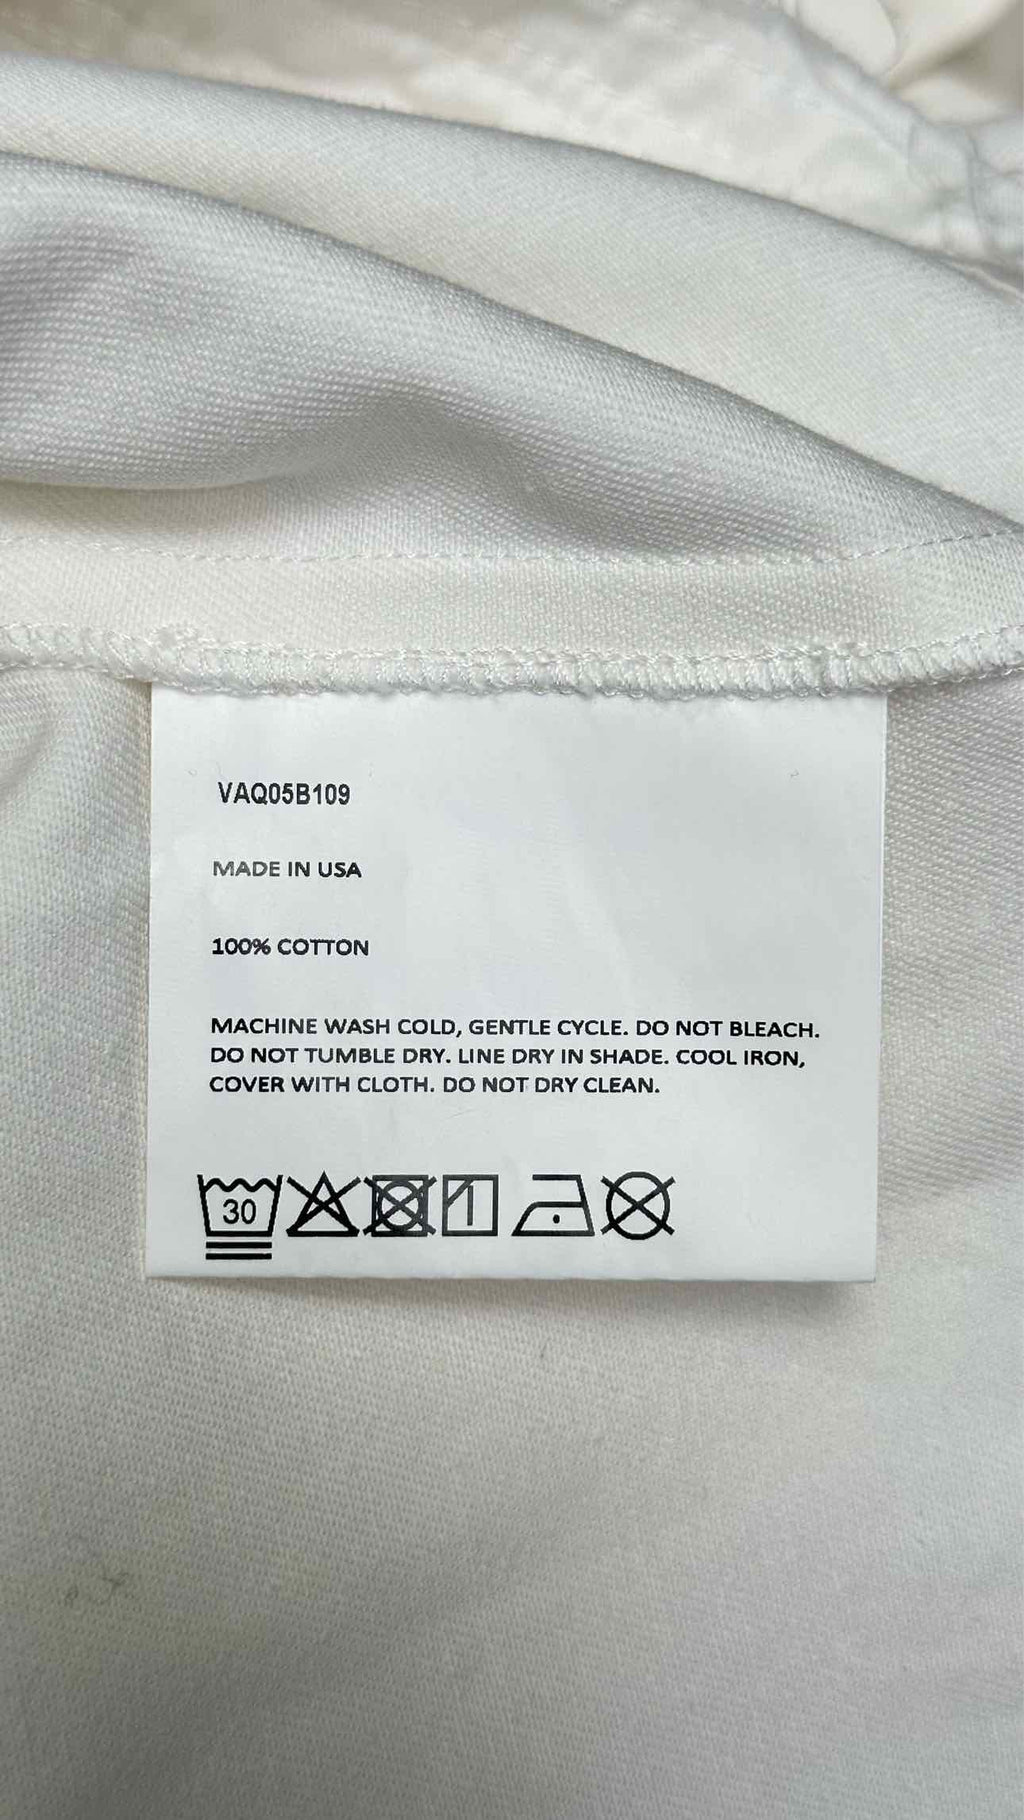 VAQ05B109
MADE IN USA
100% COTTON
MACHINE WASH COLD, GENTLE CYCLE. DO NOT BLEACH.
DO NOT TUMBLE DRY. LINE DRY IN SHADE. COOL IRON,
COVER WITH CLOTH. DO NOT DRY CLEAN.
30